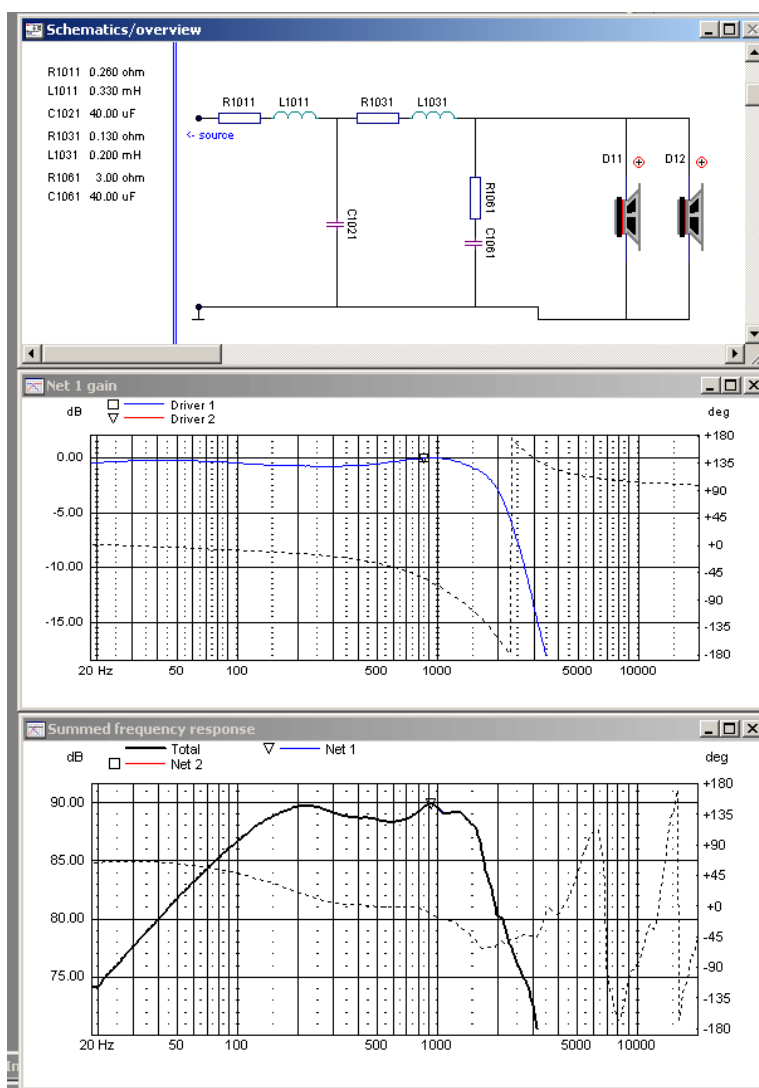 Schematics/overview
R1011 0.260 ohm
L1011 0.330 mH
C1021 40.00 uF
R1031 0.130 ohm
L1031 0.200 mH
R1061 3.00 ohm
C1061 40.00 uF
R1011 L1011 R1031 L1031
<- source
D11 D12
R1061
C1021
C1061
Net 1 gain
dB Driver 1 deg
Driver 2
+180
0.00 +135
+90
-5.00 +45
+0
-10.00 -45
-90
-15.00 -135
-180
20 Hz 50 100 500 1000 5000 10000
Summed frequency response
dB Total Net 1 deg
Net 2
+180
90.00 +135
+90
85.00 +45
+0
80.00 -45
-90
75.00 -135
-180
20 Hz 50 100 500 1000 5000 10000